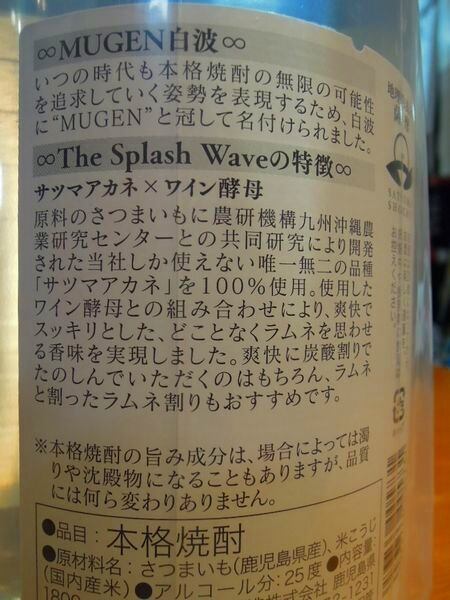 ∞MUGEN白波∞
いつの時代も本格焼酎の無限の可能性
を追求していく姿勢を表現するため、白波
に“MUGEN”と冠して名付けられました。
∞The Splash Waveの特徴∞
サツマアカネ×ワイン酵母
原料のさつまいもに農研機構九州沖縄農
業研究センターとの共同研究により開発
された当社しか使えない唯一無二の品種
「サツマアカネ」を100%使用。使用した
ワイン酵母との組み合わせにより、爽快で
スッキリとした、どことなくラムネを思わせ
る香味を実現しました。爽快に炭酸割りで
たのしんでいただくのはもちろん、ラムネ
と割ったラムネ割りもおすすめです。
※本格焼酎の旨み成分は、場合によっては濁
りや沈殿物になることもありますが、品質
には何ら変わりありません。
●品目：本格焼酎
●原材料名：さつまいも(鹿児島県産)、米こうじ
(国内産米)●アルコール分：25度●内容量：
1800
鹿児島県